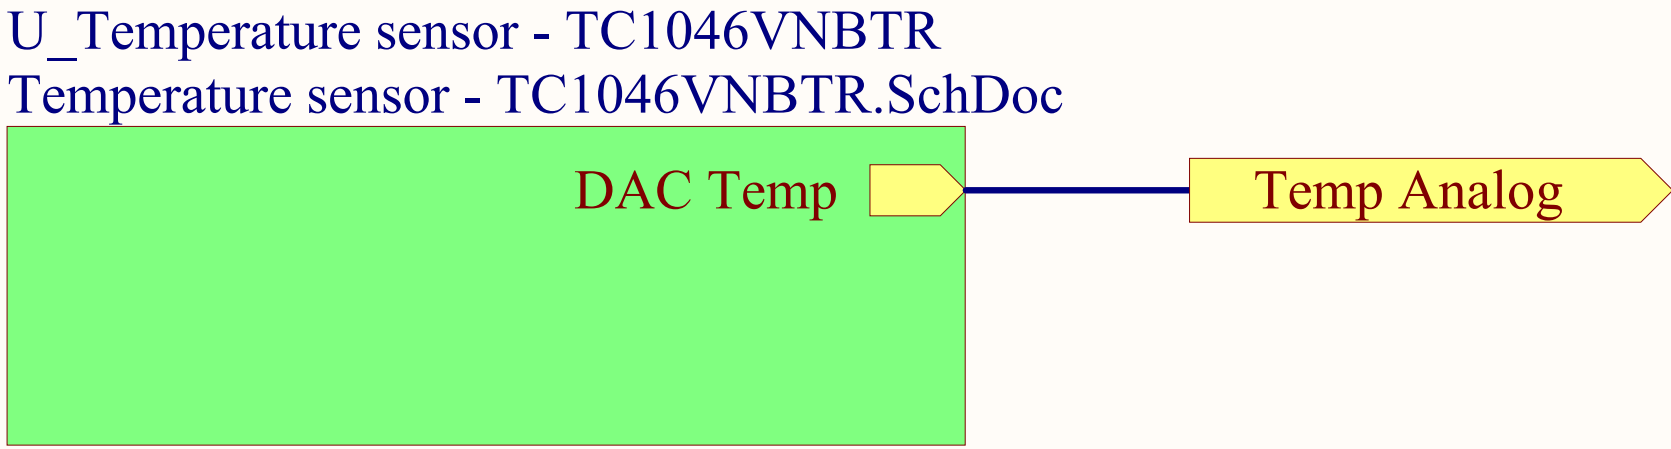 U_Temperature sensor - TC1046VNBTR
Temperature sensor - TC1046VNBTR.SchDoc
DAC Temp
Temp Analog